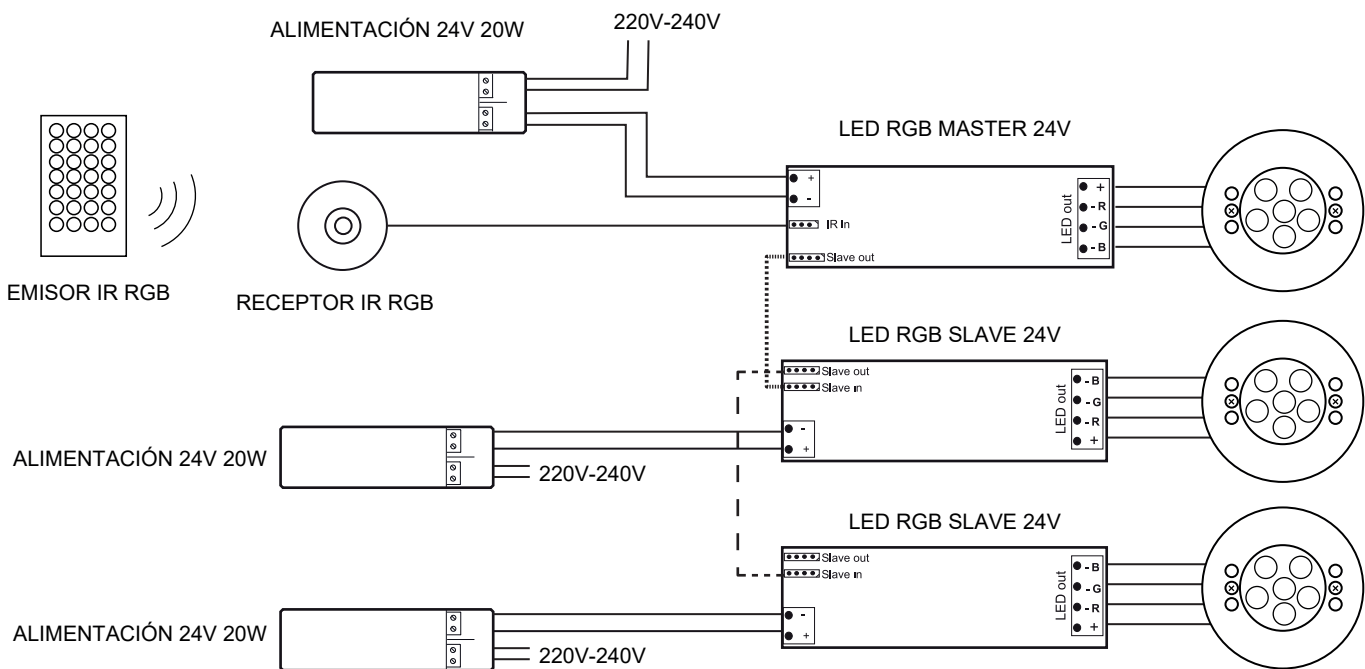 ALIMENTACIÓN 24V 20W
220V-240V
LED RGB MASTER 24V
+
-
IR In
Slave out
LED out
+
- R
- G
- B
EMISOR IR RGB
RECEPTOR IR RGB
LED RGB SLAVE 24V
Slave out
Slave in
-
+
LED out
- B
- G
- R
+
ALIMENTACIÓN 24V 20W
220V-240V
LED RGB SLAVE 24V
Slave out
Slave in
-
+
LED out
- B
- G
- R
+
ALIMENTACIÓN 24V 20W
220V-240V